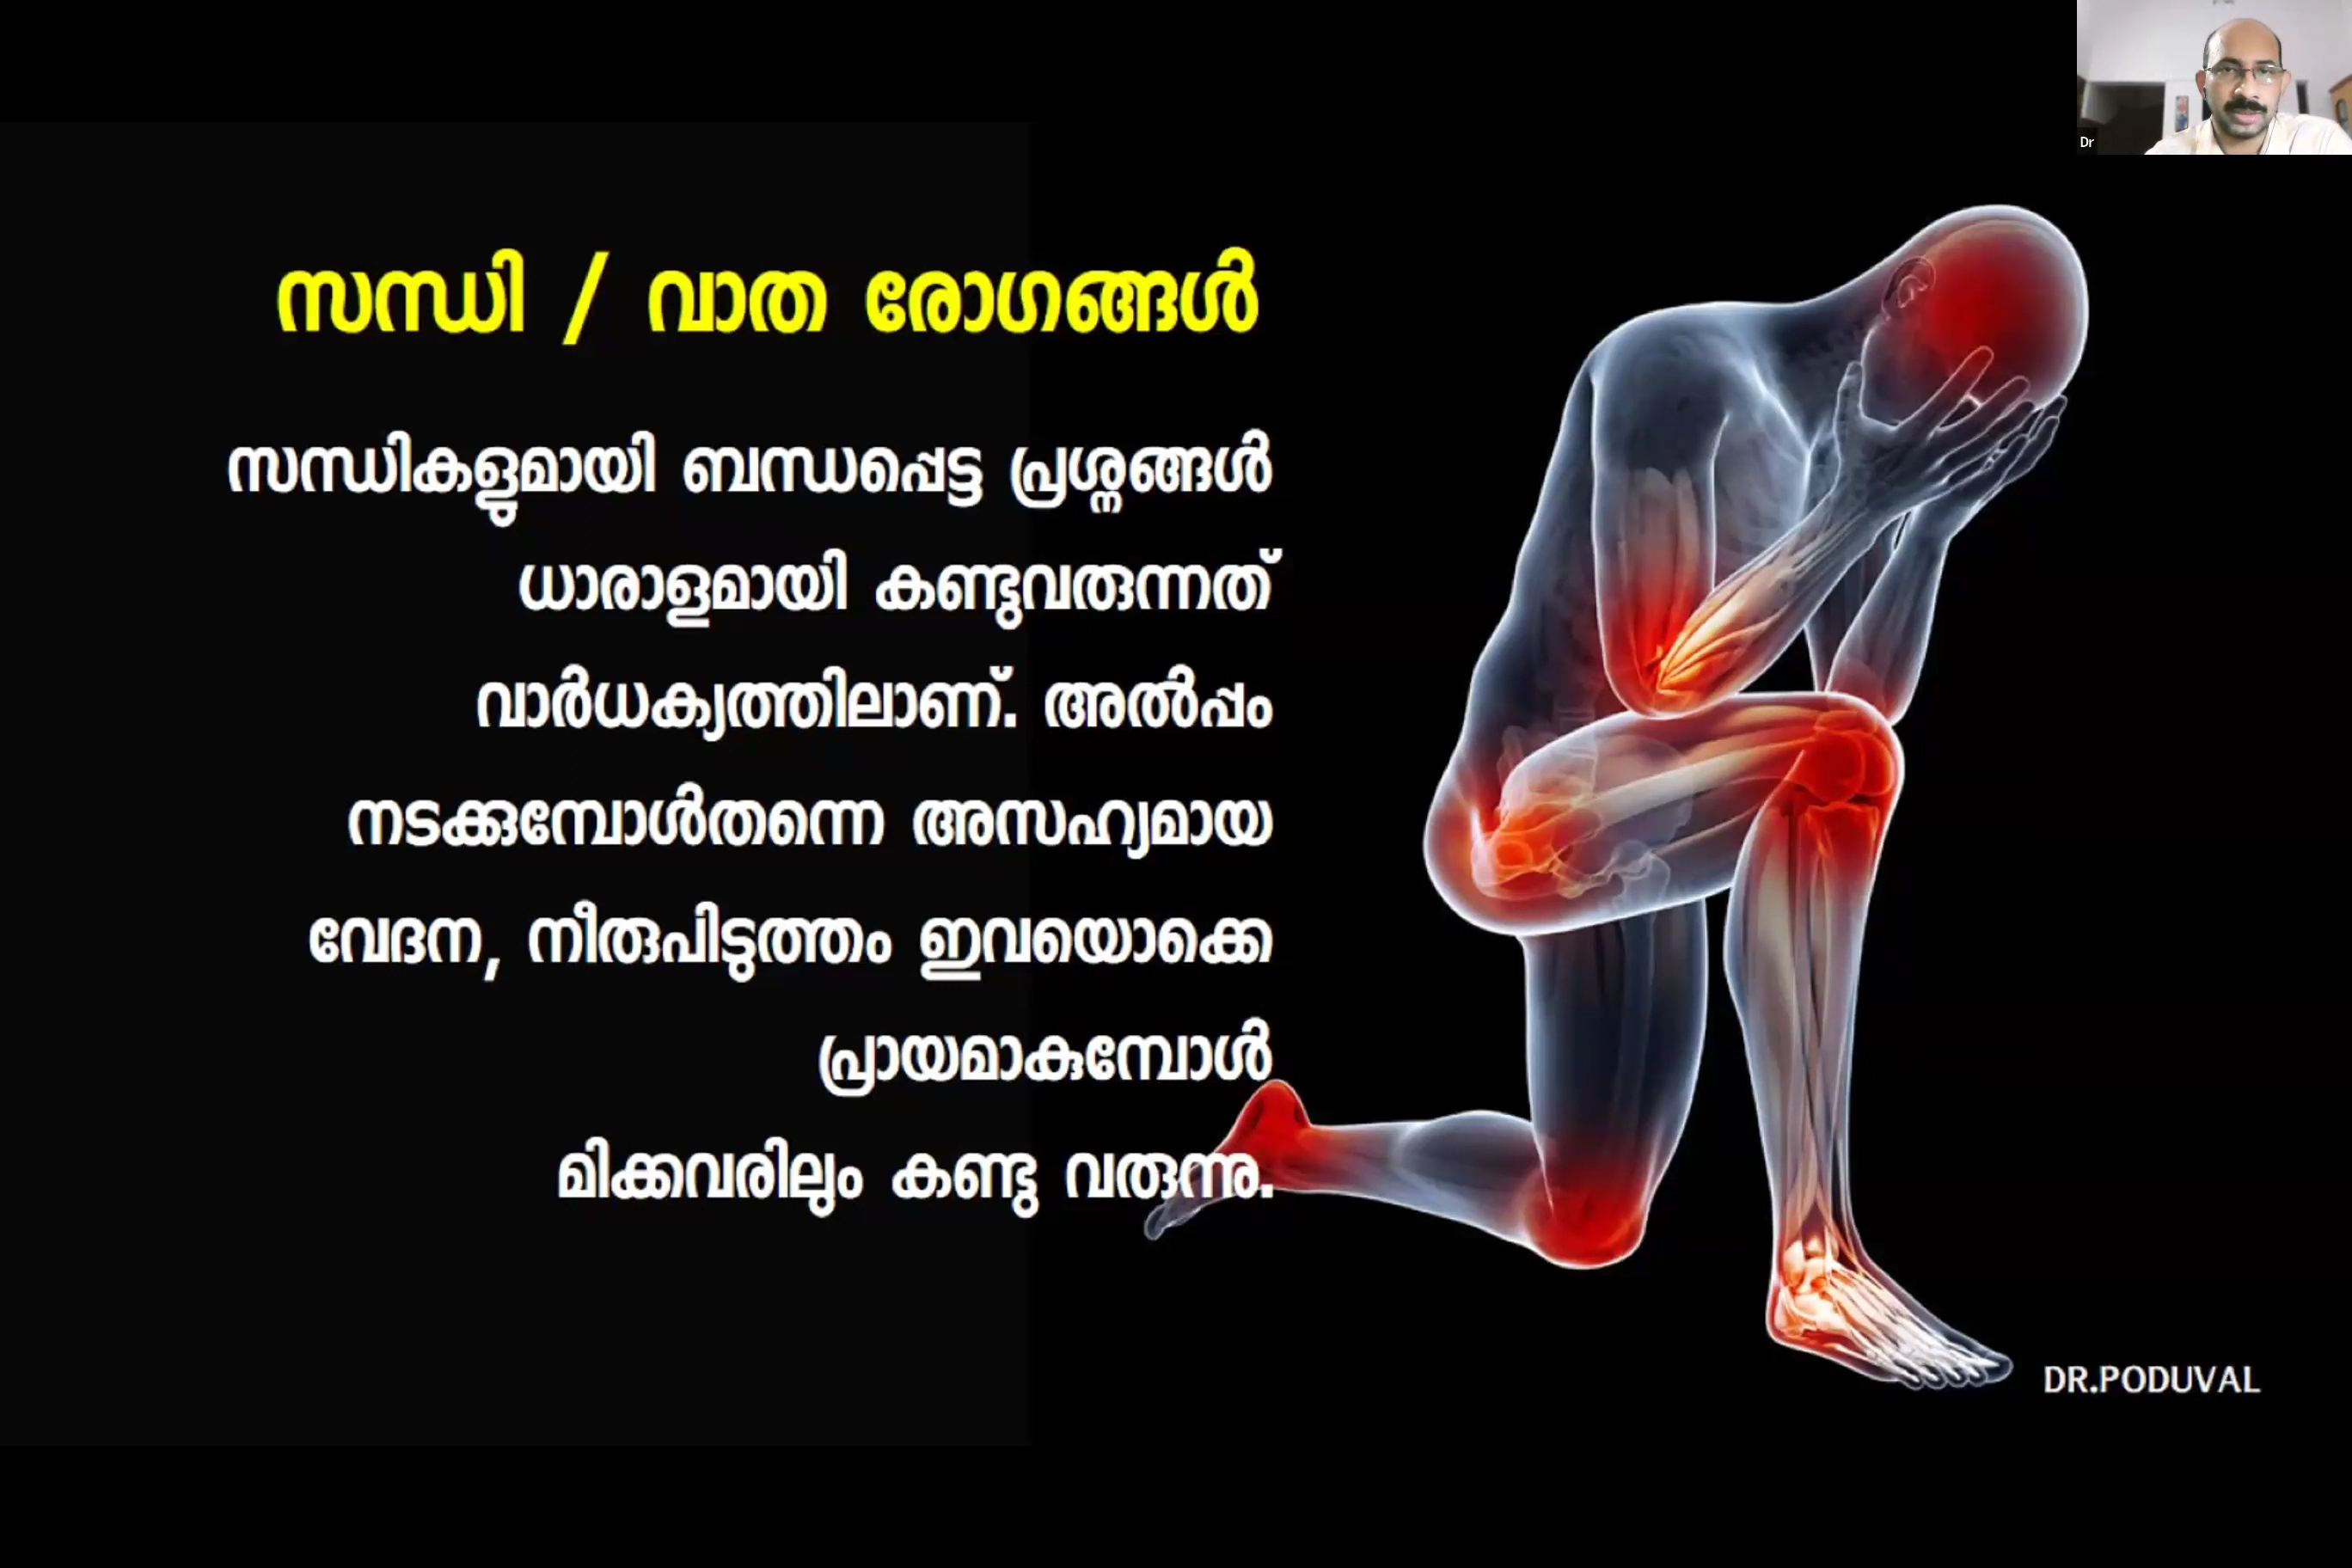 Dr
സന്ധി / വാത രോഗങ്ങൾ
സന്ധികളുമായി ബന്ധപ്പെട്ട പ്രശ്നങ്ങൾ
ധാരാളമായി കണ്ടുവരുന്നത്
വാർധക്യത്തിലാണ്. അൽപ്പം
നടക്കുമ്പോൾതന്നെ അസഹ്യമായ
വേദന, നീരുപിടുത്തം ഇവയൊക്കെ
പ്രായമാകുമ്പോൾ
മിക്കവരിലും കണ്ടു വരുന്നു.
DR.PODUVAL